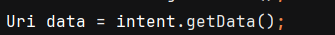 Uri data = intent.getData();